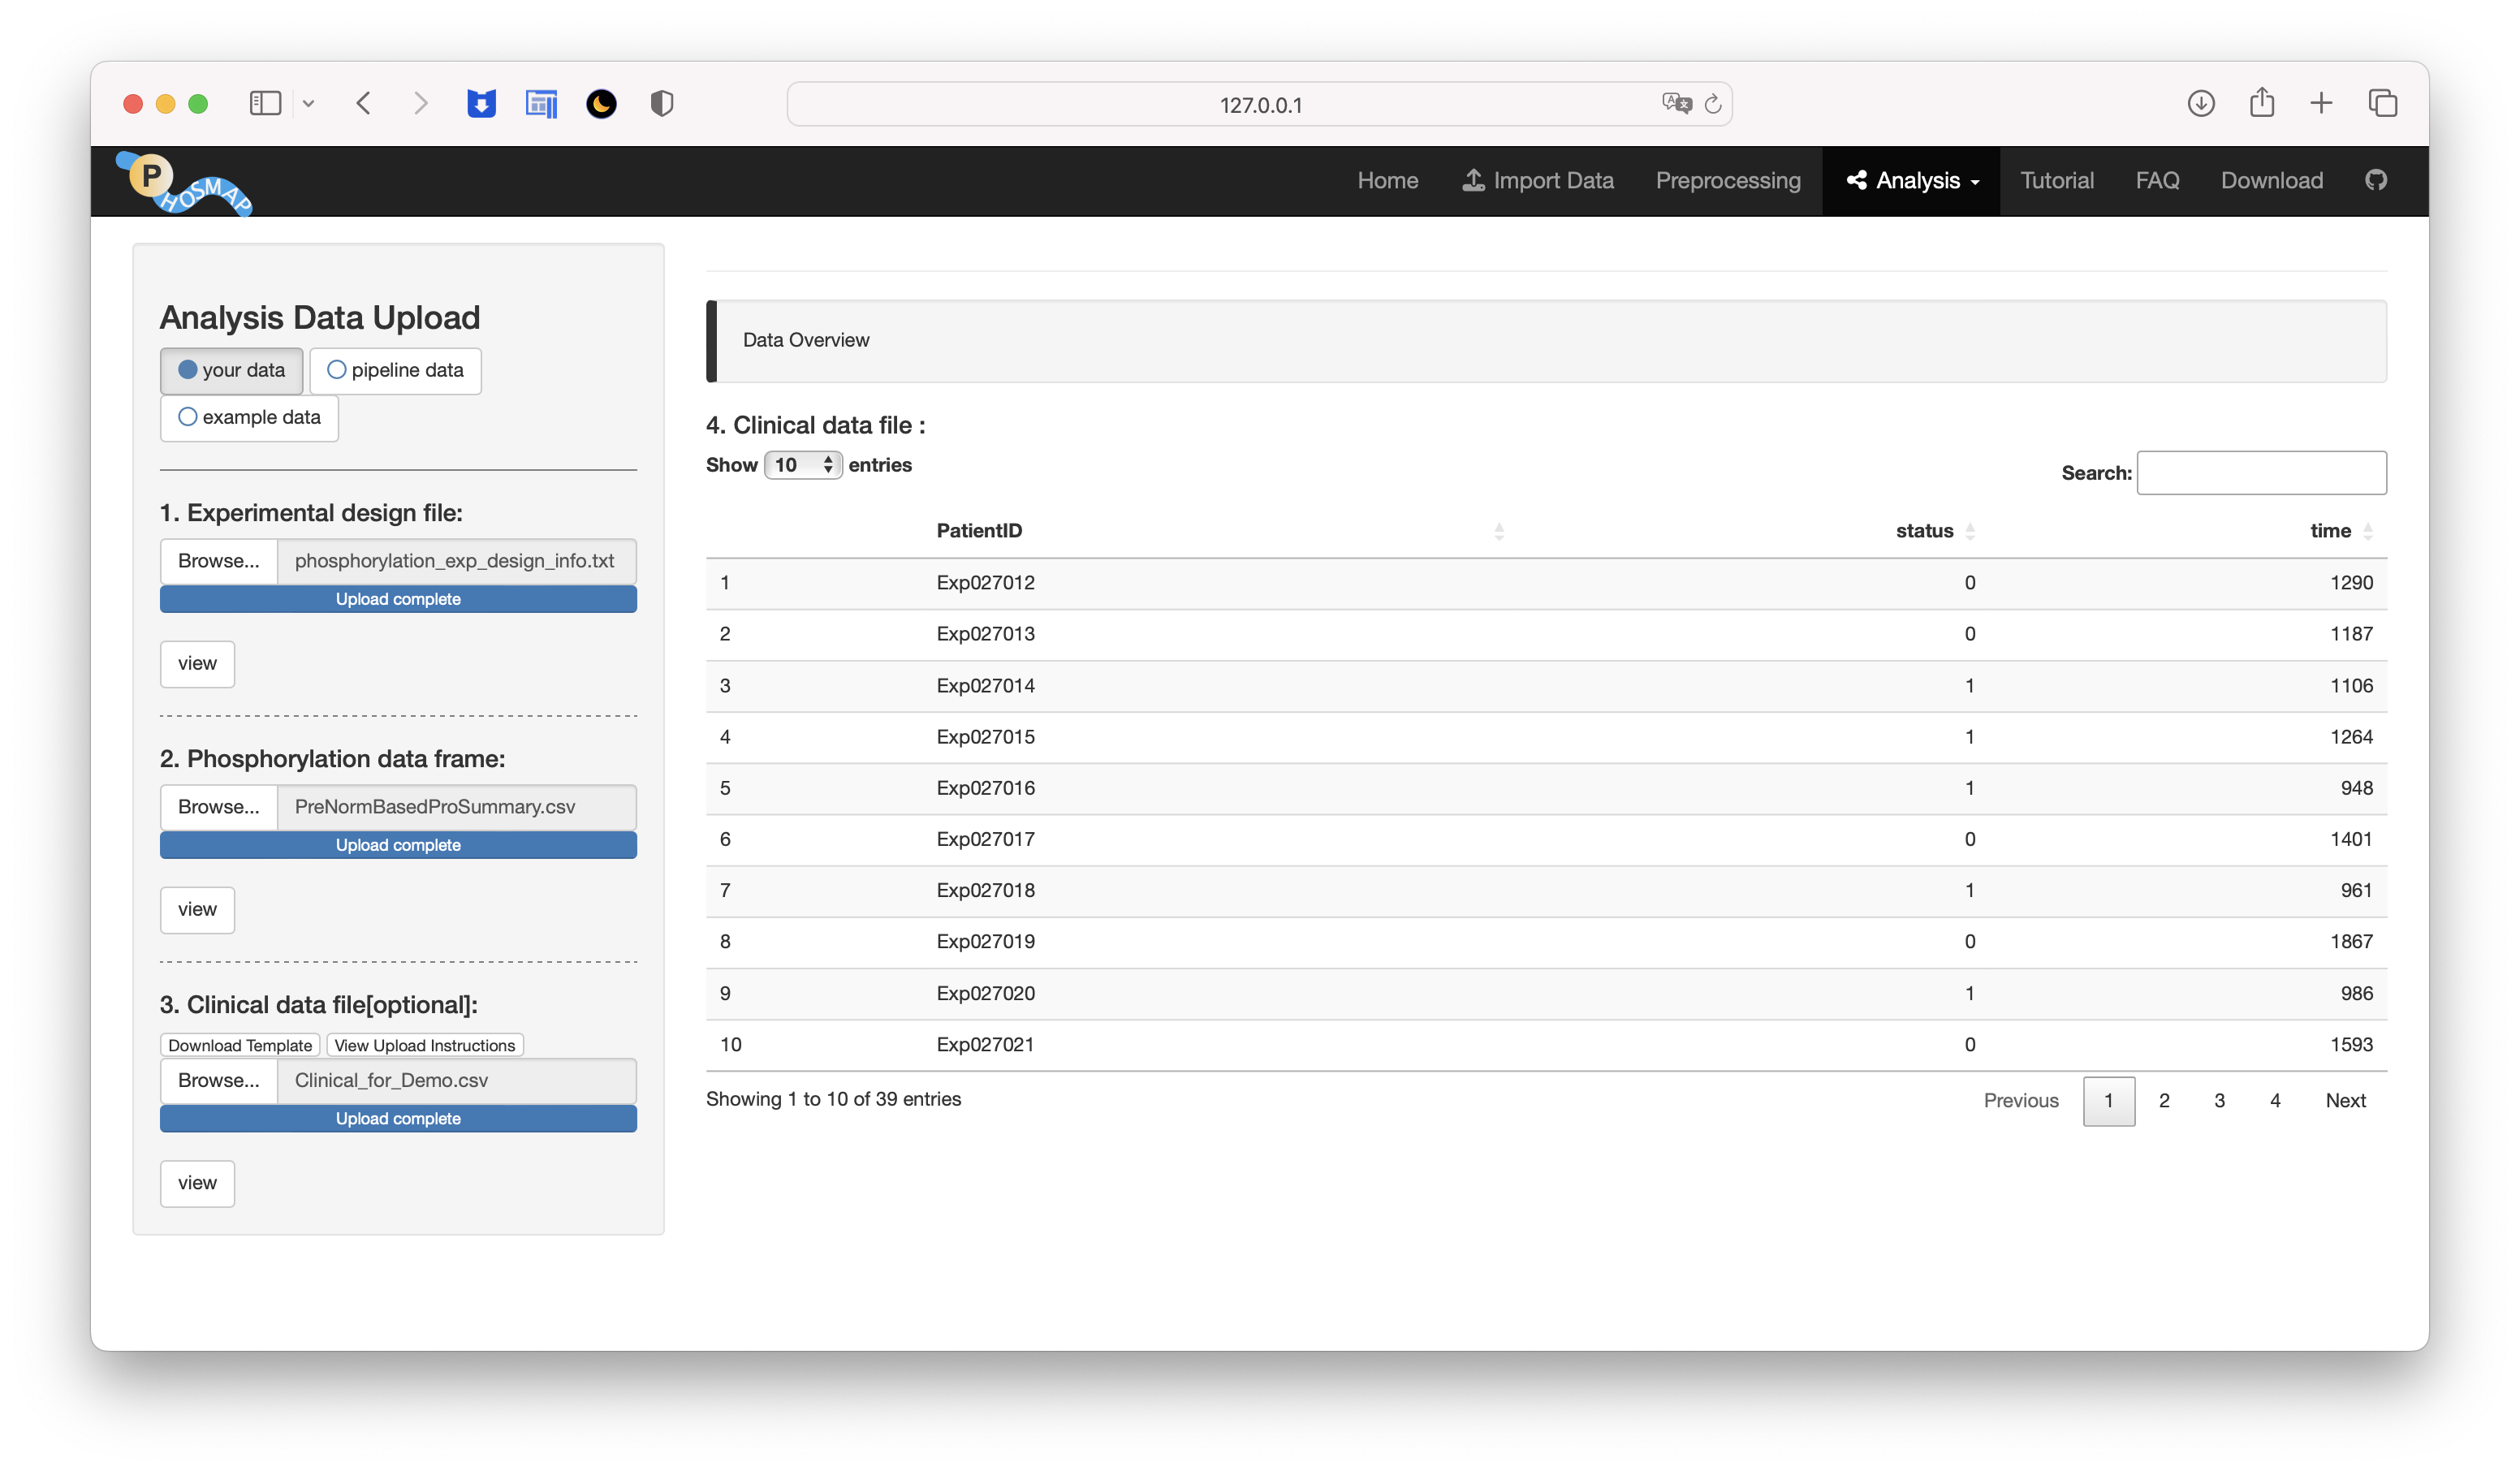 127.0.0.1
PHOSMAP
Home Import Data Preprocessing Analysis Tutorial FAQ Download
Analysis Data Upload
your data pipeline data
example data
1. Experimental design file:
Browse... phosphorylation_exp_design_info.txt
Upload complete
view
2. Phosphorylation data frame:
Browse... PreNormBasedProSummary.csv
Upload complete
view
3. Clinical data file[optional]:
Download Template View Upload Instructions
Browse... Clinical_for_Demo.csv
Upload complete
view
Data Overview
4. Clinical data file :
Show 10 entries
Search:
PatientID status time
1 Exp027012 0 1290
2 Exp027013 0 1187
3 Exp027014 1 1106
4 Exp027015 1 1264
5 Exp027016 1 948
6 Exp027017 0 1401
7 Exp027018 1 961
8 Exp027019 0 1867
9 Exp027020 1 986
10 Exp027021 0 1593
Showing 1 to 10 of 39 entries
Previous 1 2 3 4 Next